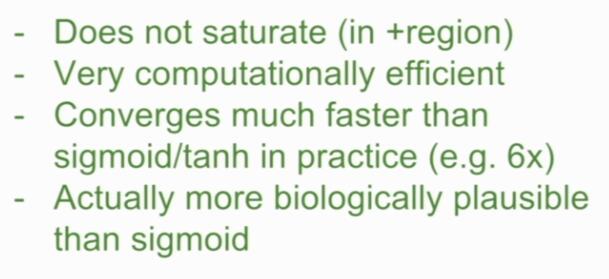 - Does not saturate (in +region)
- Very computationally efficient
- Converges much faster than
sigmoid/tanh in practice (e.g. 6x)
- Actually more biologically plausible
than sigmoid